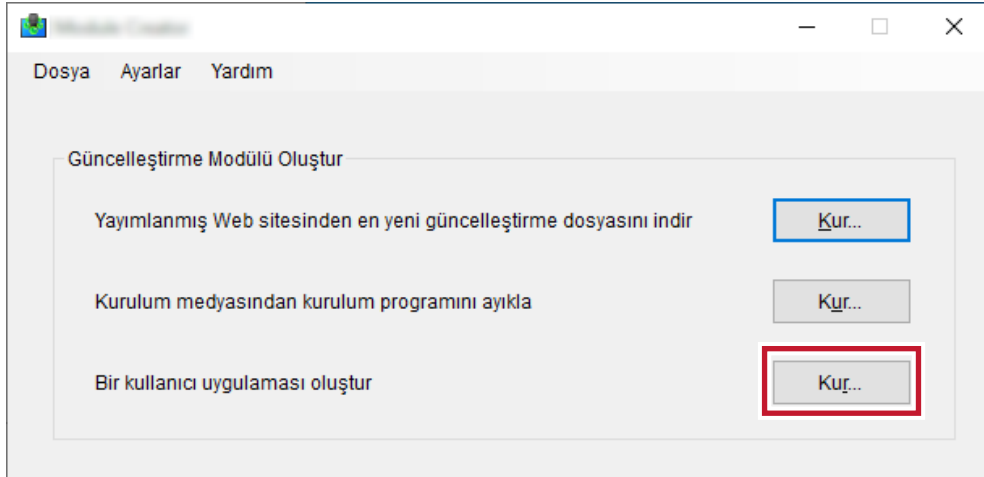 Dosya Ayarlar Yardım
Güncelleştirme Modülü Oluştur
Yayımlanmış Web sitesinden en yeni güncelleştirme dosyasını indir Kur...
Kurulum medyasından kurulum programını ayıkla Kur...
Bir kullanıcı uygulaması oluştur Kur...